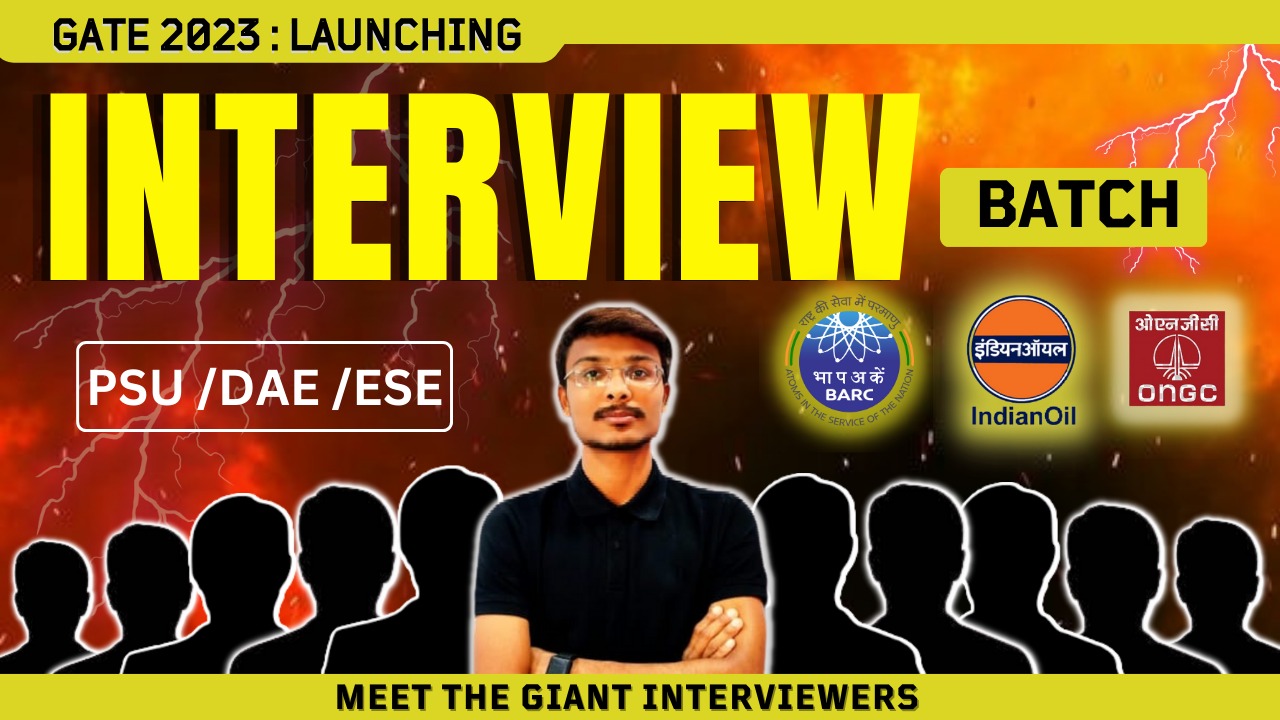 GATE 2023 : LAUNCHING
INTERVIEW
BATCH
PSU /DAE /ESE
राष्ट्र की सेवा में परमाणु
भा प अ कें
BARC
ATOMS IN THE SERVICE OF THE NATION
इंडियनऑयल
IndianOil
ओएनजीसी
ONGC
MEET THE GIANT INTERVIEWERS